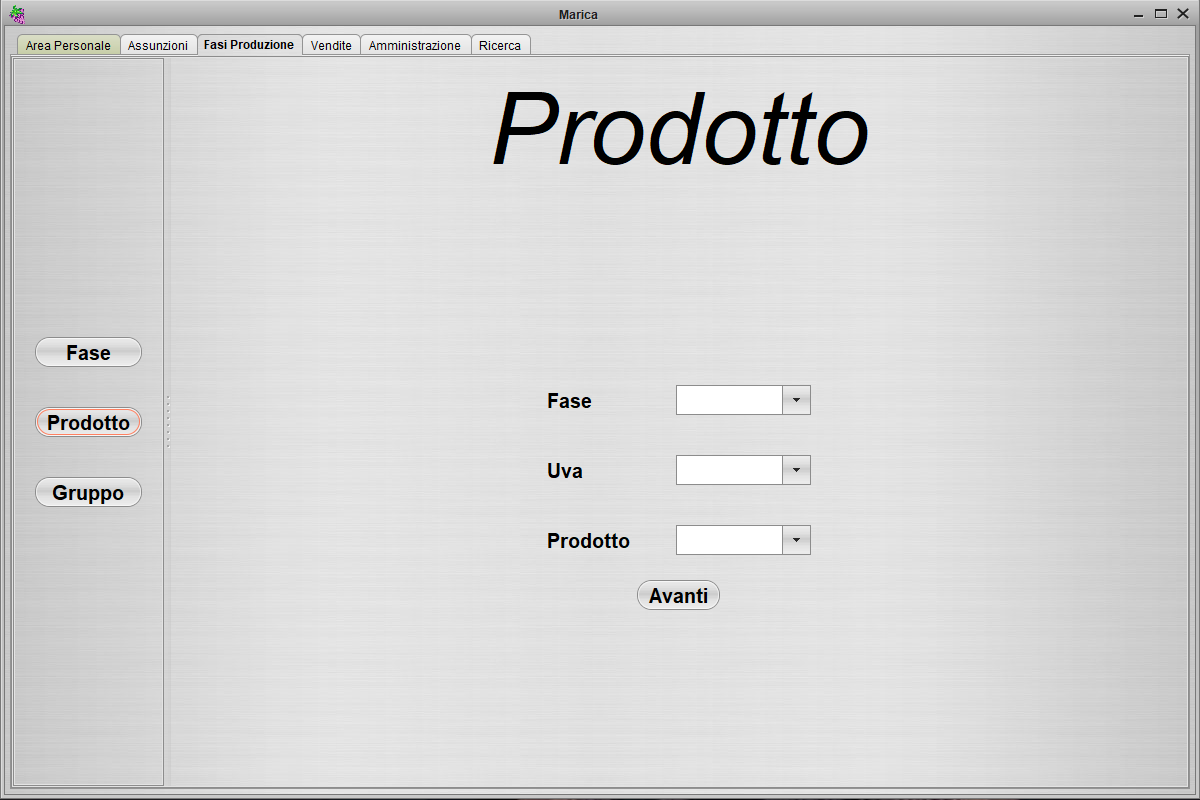 Marica
Area Personale Assunzioni Fasi Produzione Vendite Amministrazione Ricerca
Prodotto
Fase
Prodotto
Gruppo
Fase
Uva
Prodotto
Avanti